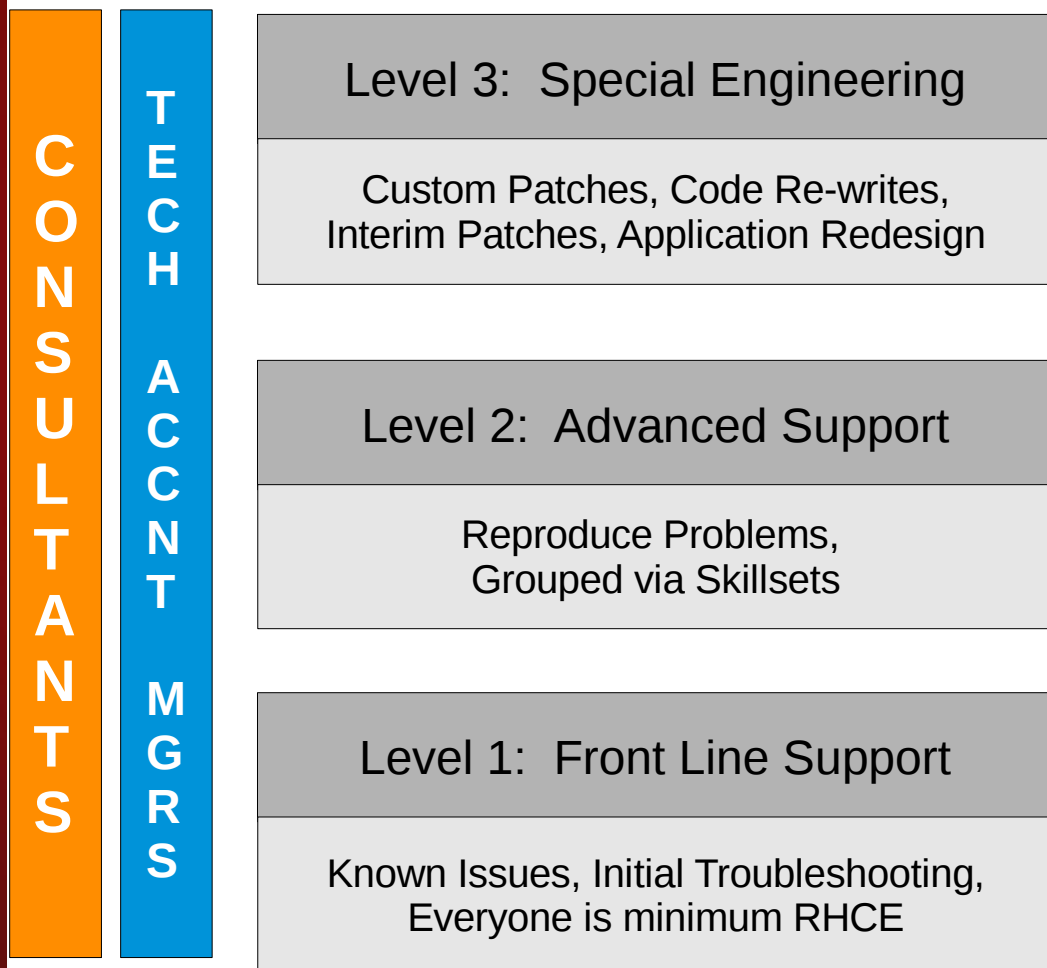 CONSULTANTS
TECH ACCNT MGRS
Level 3: Special Engineering
Custom Patches, Code Re-writes,
Interim Patches, Application Redesign
Level 2: Advanced Support
Reproduce Problems,
Grouped via Skillsets
Level 1: Front Line Support
Known Issues, Initial Troubleshooting,
Everyone is minimum RHCE